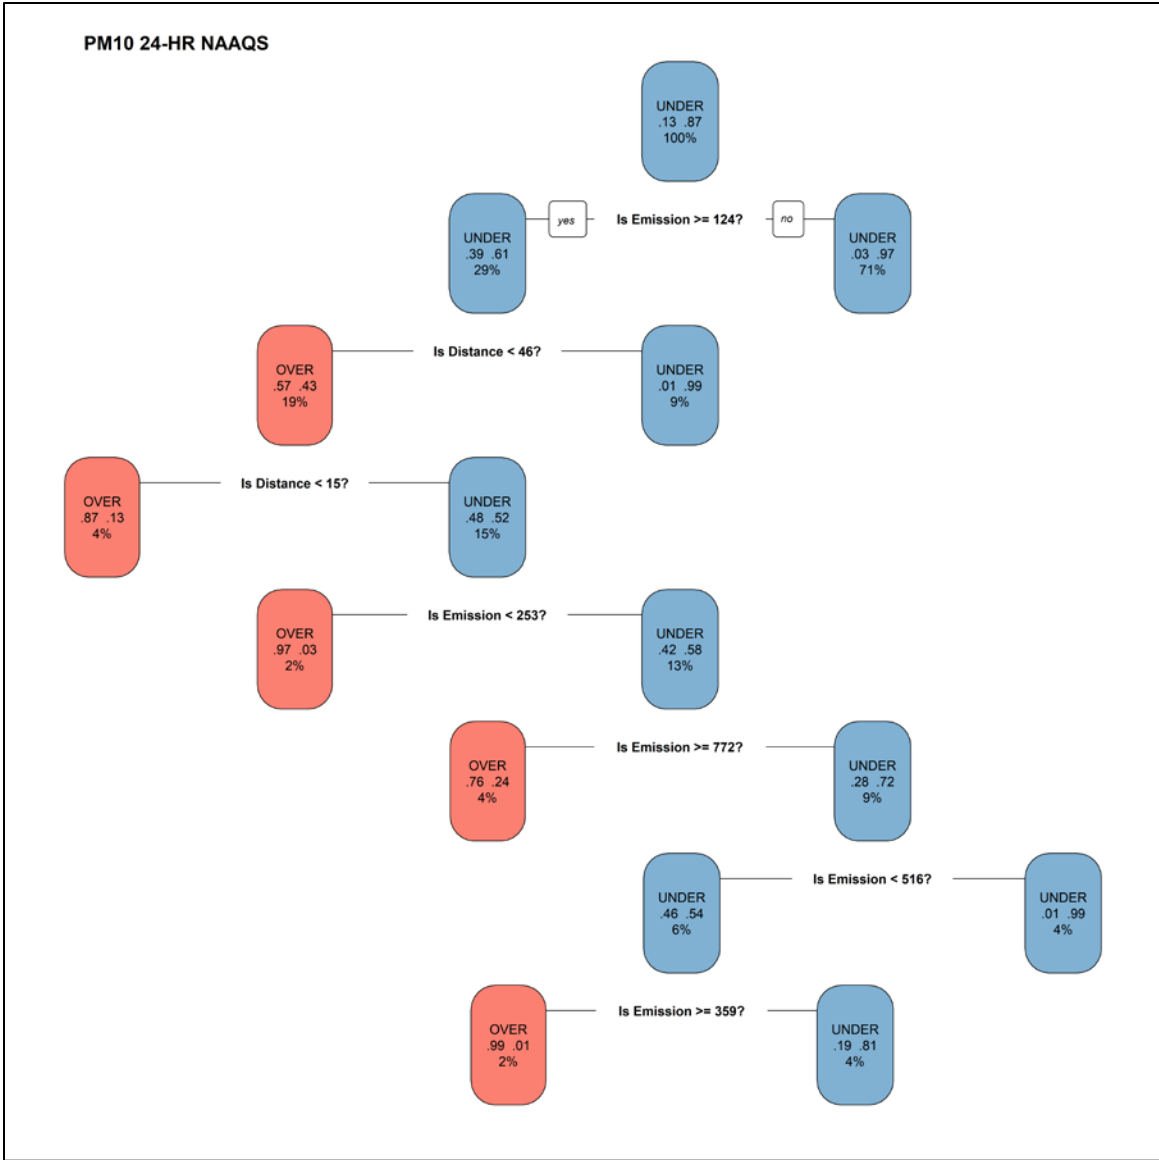 PM10 24-HR NAAQS
UNDER
.13 .87
100%
yes
Is Emission >= 124?
no
UNDER
.39 .61
29%
UNDER
.03 .97
71%
Is Distance < 46?
OVER
.57 .43
19%
UNDER
.01 .99
9%
Is Distance < 15?
OVER
.87 .13
4%
UNDER
.48 .52
15%
Is Emission < 253?
OVER
.97 .03
2%
UNDER
.42 .58
13%
Is Emission >= 772?
OVER
.76 .24
4%
UNDER
.28 .72
9%
Is Emission < 516?
UNDER
.46 .54
6%
UNDER
.01 .99
4%
Is Emission >= 359?
OVER
.99 .01
2%
UNDER
.19 .81
4%